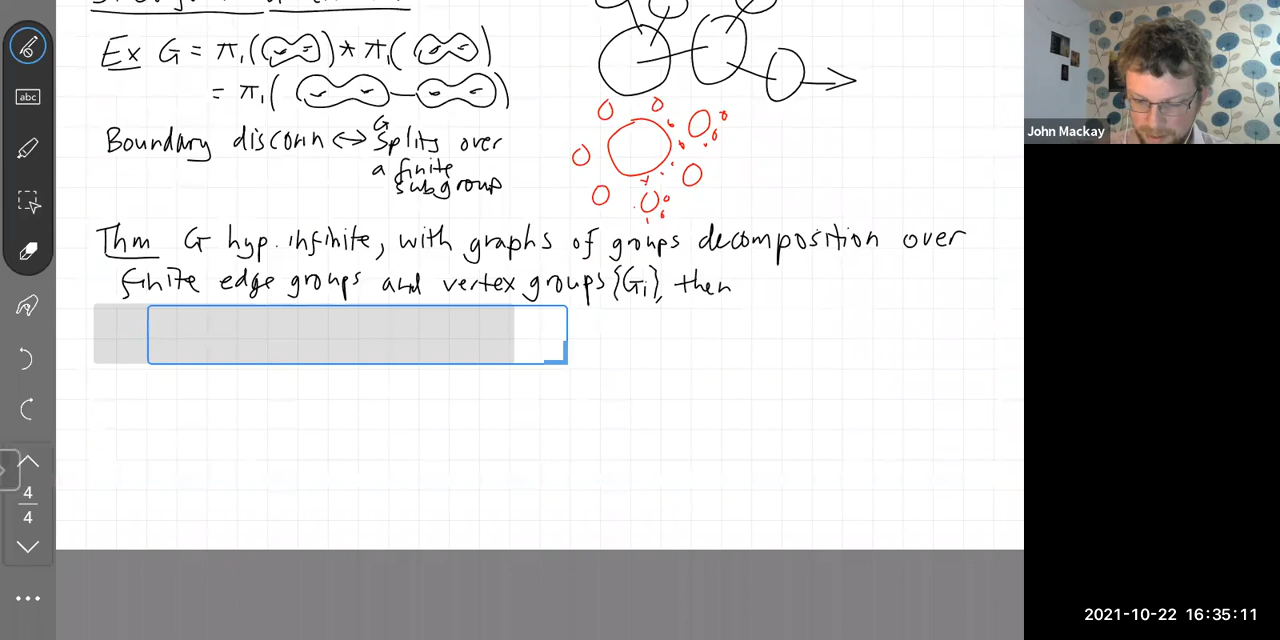 Ex G = π₁( ) * π₁( )
= π₁( )
Boundary disconn ↔ G Splits over
a finite
subgroup
Thm G hyp. infinite, with graphs of groups decomposition over
finite edge groups and vertex groups {Gi}, then
abc
4
4
John Mackay
2021-10-22 16:35:11